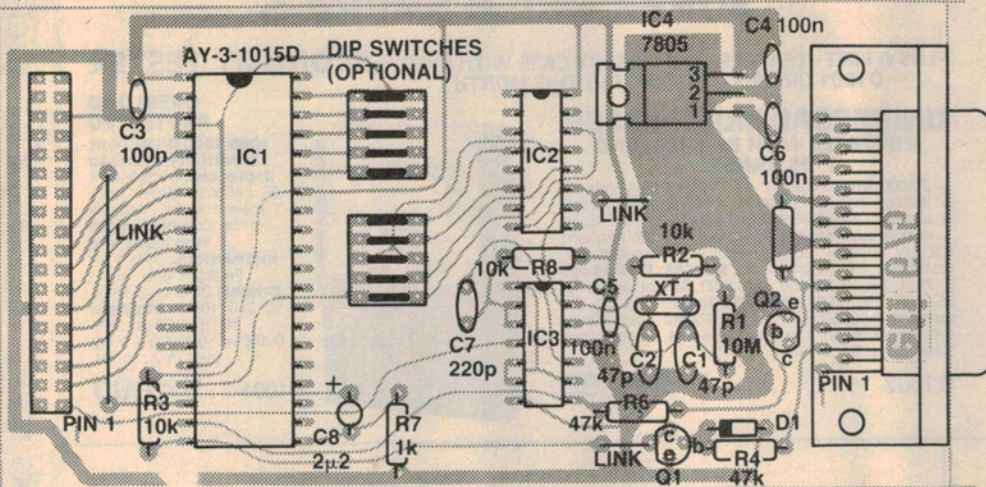 IC4
7805
C4 100n
AY-3-1015D
DIP SWITCHES
(OPTIONAL)
3
2
1
C3
100n
IC1
IC2
C6
100n
LINK
LINK
10k
R8
10k
R2
C5
100n
XT 1
R1
10M
Q2 e
b
c
C7
220p
IC3
C2
47p
C1
47p
PIN 1
PIN 1
R3
10k
+
C8
2µ2
R7
1k
R6
47k
D1
LINK
c
e
b
Q1
R4
47k